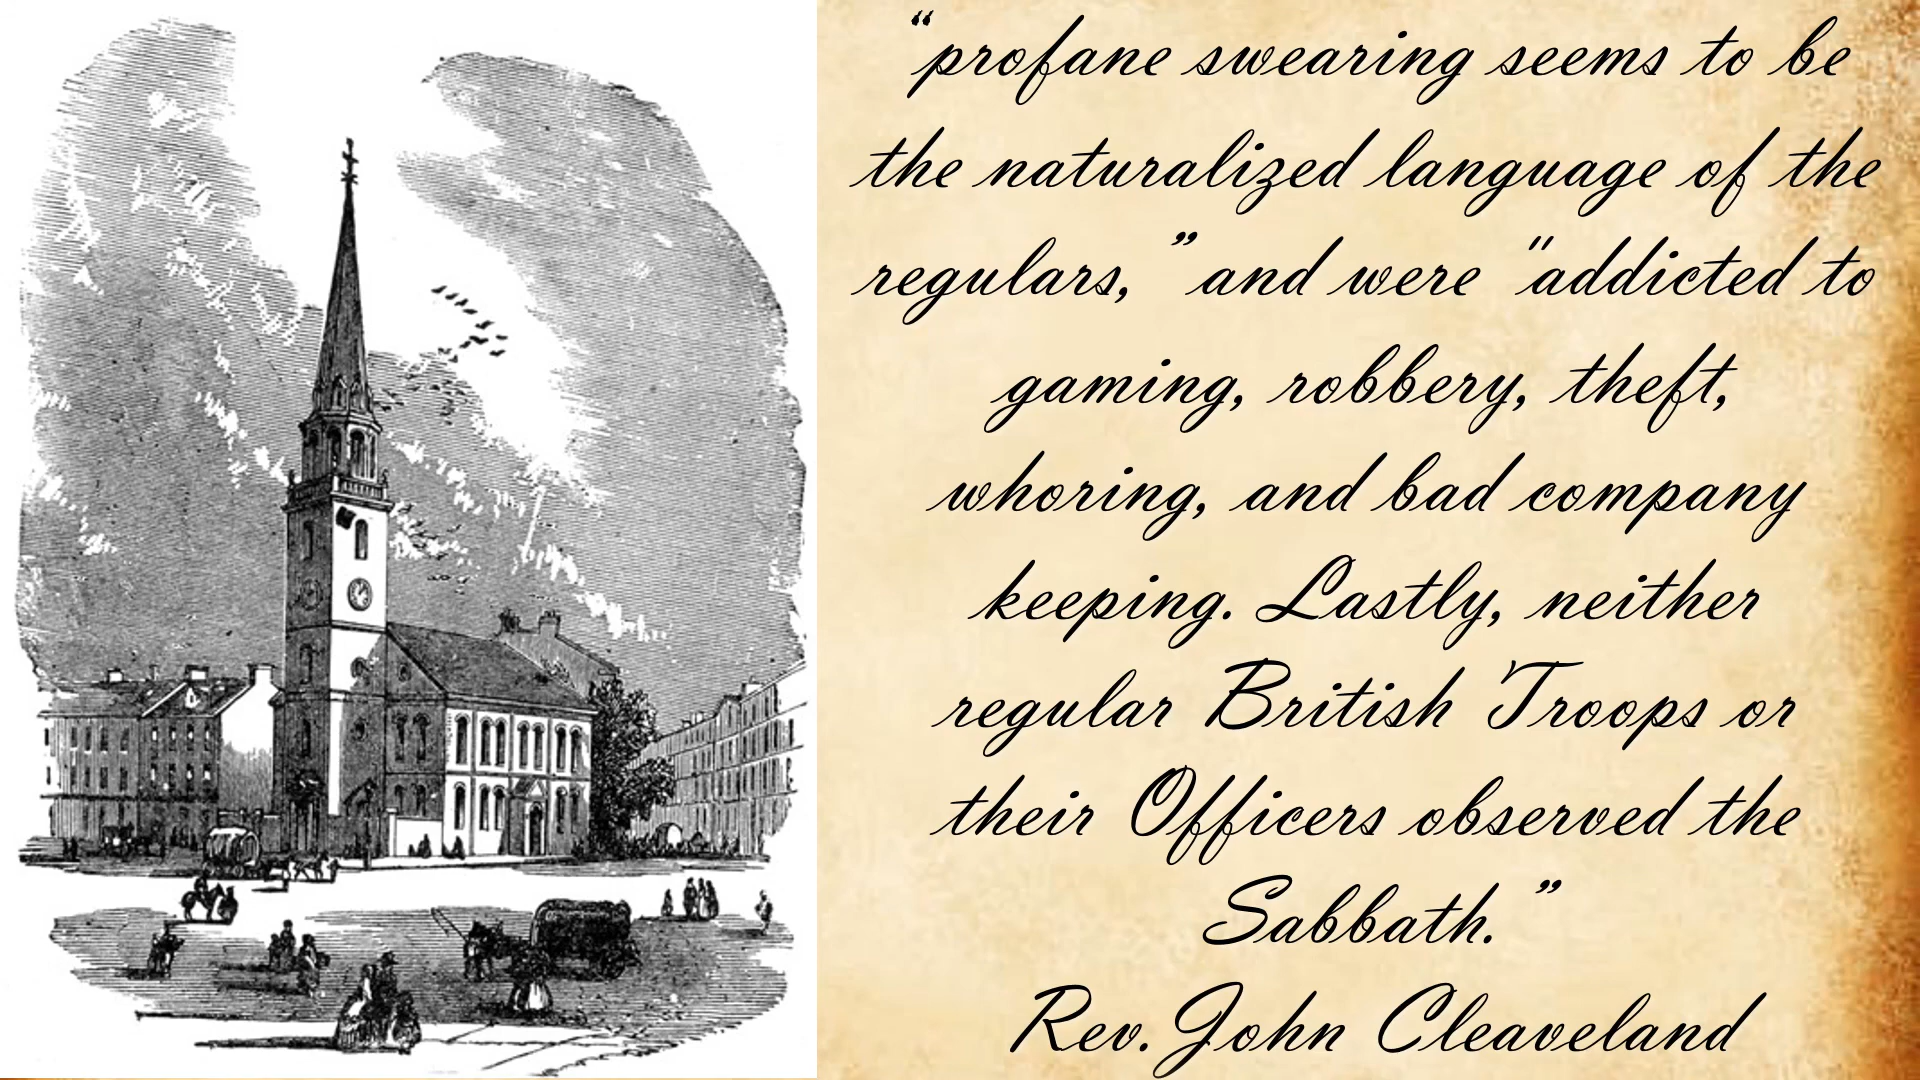 “profane swearing seems to be
the naturalized language of the
regulars,” and were "addicted to
gaming, robbery, theft,
whoring, and bad company
keeping. Lastly, neither
regular British Troops or
their Officers observed the
Sabbath.”
Rev. John Cleaveland